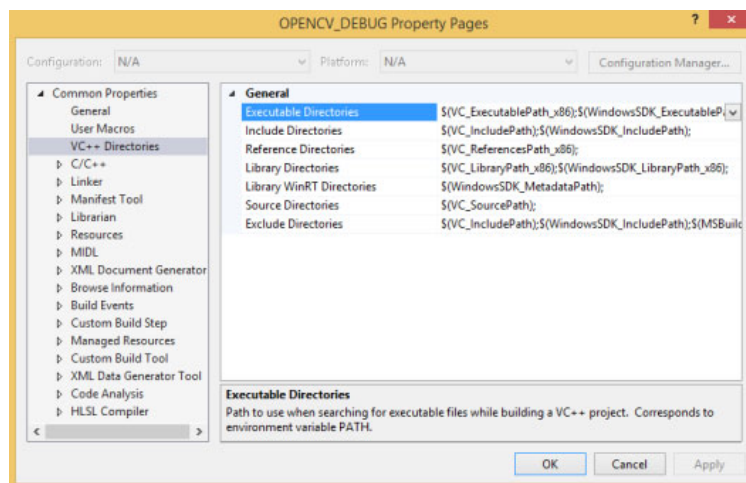 OPENCV_DEBUG Property Pages
?
Configuration: N/A Platform: N/A Configuration Manager...
Common Properties
General
User Macros
VC++ Directories
C/C++
Linker
Manifest Tool
Librarian
Resources
MIDL
XML Document Generator
Browse Information
Build Events
Custom Build Step
Managed Resources
Custom Build Tool
XML Data Generator Tool
Code Analysis
HLSL Compiler
General
Executable Directories $(VC_ExecutablePath_x86);$(WindowsSDK_ExecutableP
Include Directories $(VC_IncludePath);$(WindowsSDK_IncludePath);
Reference Directories $(VC_ReferencesPath_x86);
Library Directories $(VC_LibraryPath_x86);$(WindowsSDK_LibraryPath_x86);
Library WinRT Directories $(WindowsSDK_MetadataPath);
Source Directories $(VC_SourcePath);
Exclude Directories $(VC_IncludePath);$(WindowsSDK_IncludePath);$(MSBuild
Executable Directories
Path to use when searching for executable files while building a VC++ project. Corresponds to
environment variable PATH.
OK Cancel Apply